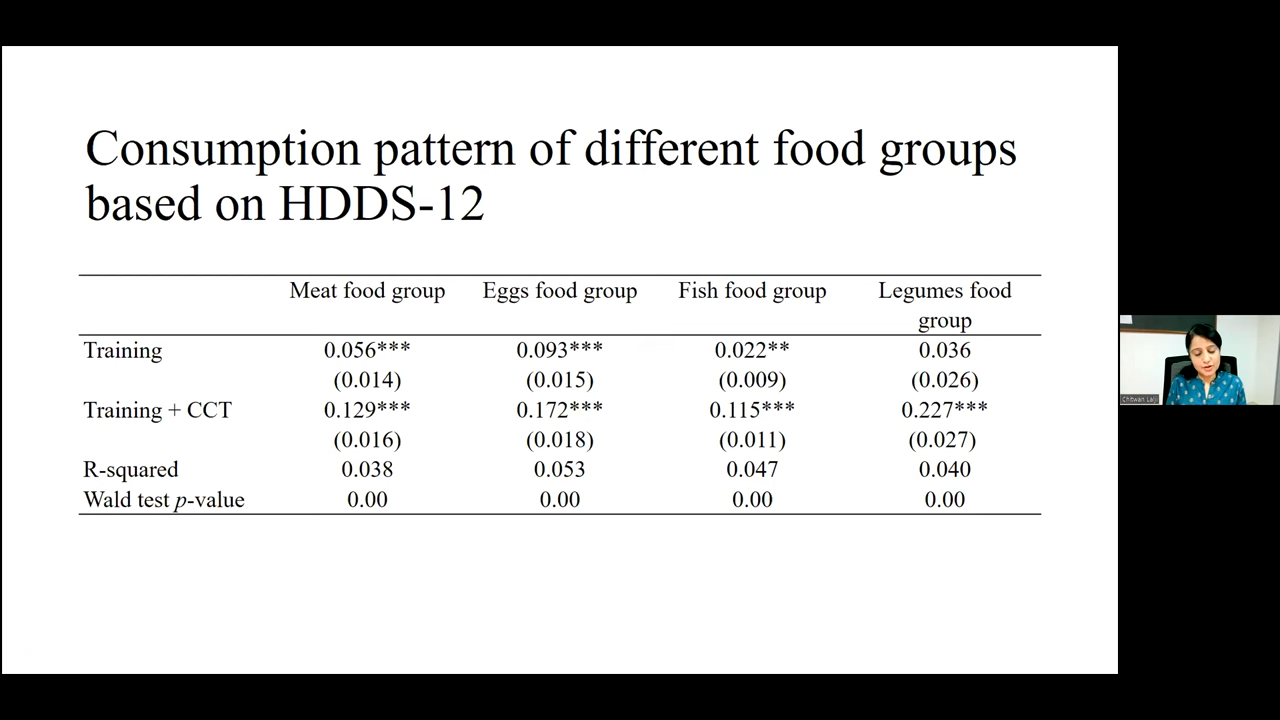 Consumption pattern of different food groups
based on HDDS-12
Meat food group Eggs food group Fish food group Legumes food
group
Training 0.056*** 0.093*** 0.022** 0.036
(0.014) (0.015) (0.009) (0.026)
Training + CCT 0.129*** 0.172*** 0.115*** 0.227***
(0.016) (0.018) (0.011) (0.027)
R-squared 0.038 0.053 0.047 0.040
Wald test p-value 0.00 0.00 0.00 0.00
Chitwan Lalji